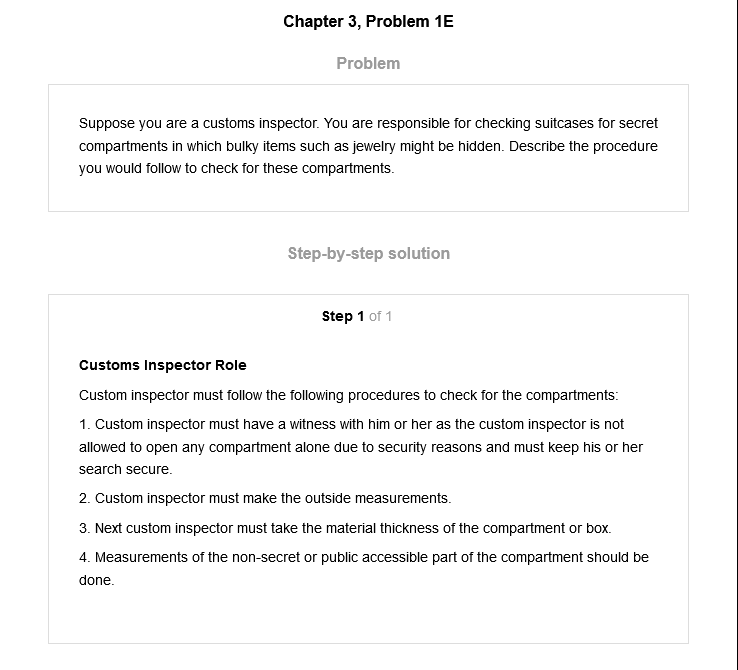 Chapter 3, Problem 1E
Problem
Suppose you are a customs inspector. You are responsible for checking suitcases for secret
compartments in which bulky items such as jewelry might be hidden. Describe the procedure
you would follow to check for these compartments.
Step-by-step solution
Step 1 of 1
Customs Inspector Role
Custom inspector must follow the following procedures to check for the compartments:
1. Custom inspector must have a witness with him or her as the custom inspector is not
allowed to open any compartment alone due to security reasons and must keep his or her
search secure.
2. Custom inspector must make the outside measurements.
3. Next custom inspector must take the material thickness of the compartment or box.
4. Measurements of the non-secret or public accessible part of the compartment should be
done.